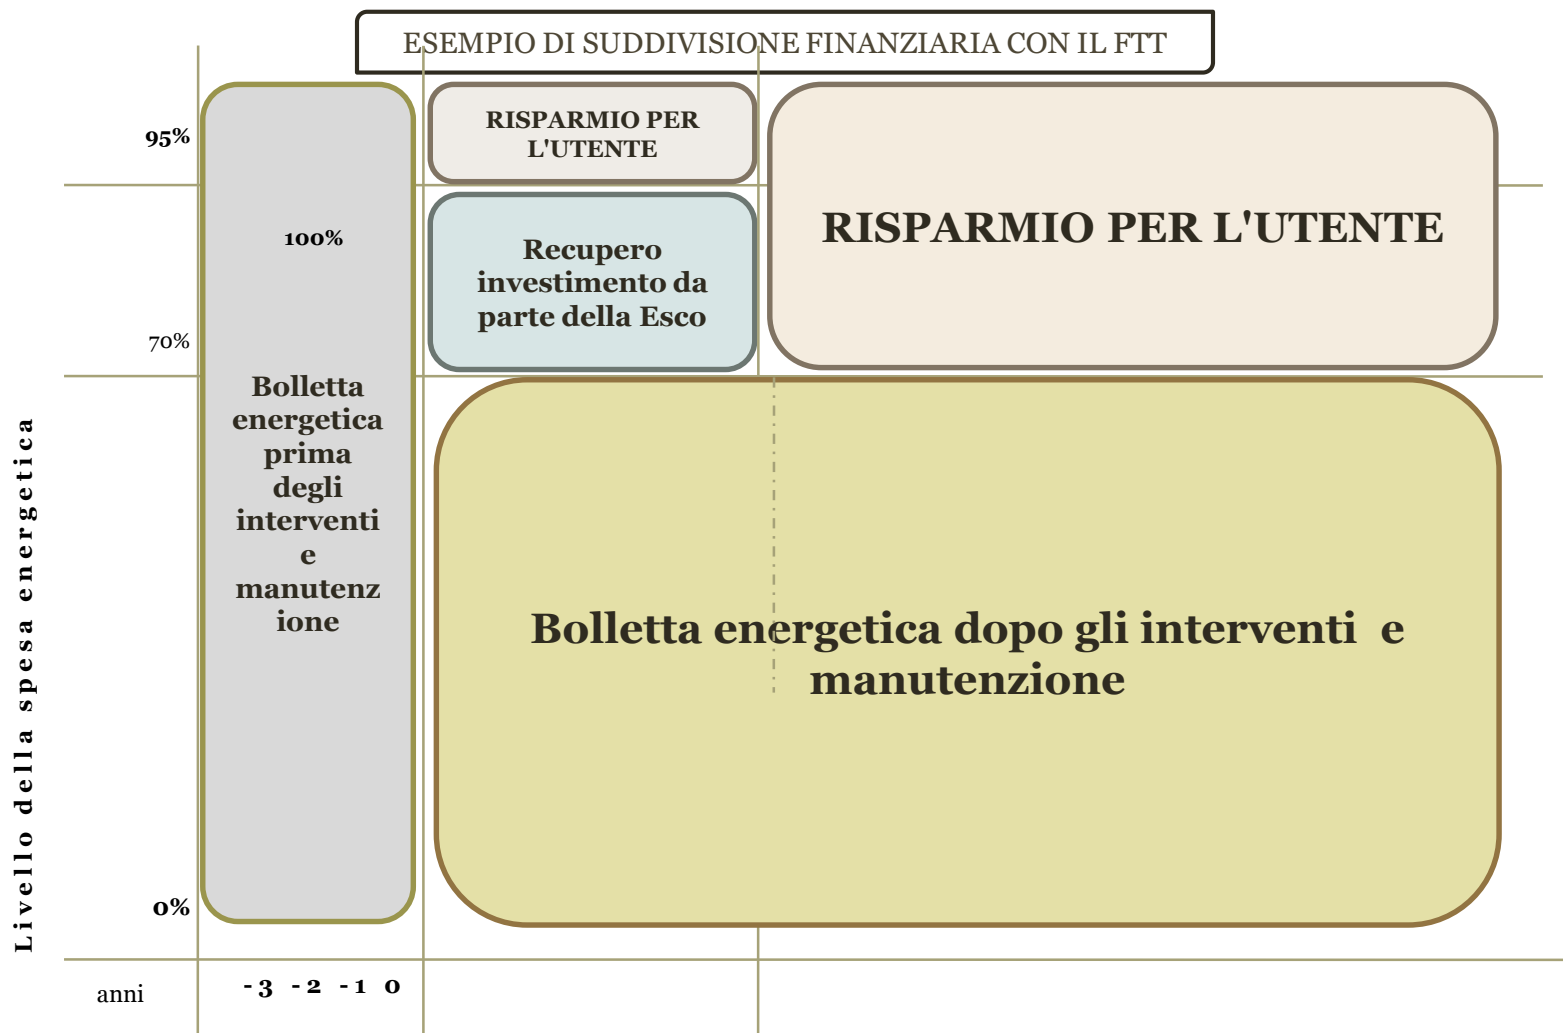 ESEMPIO DI SUDDIVISIONE FINANZIARIA CON IL FTT
95%
100%
70%
0%
Livello della spesa energetica
Bolletta
energetica
prima
degli
interventi
e
manutenz
ione
RISPARMIO PER
L'UTENTE
Recupero
investimento da
parte della Esco
RISPARMIO PER L'UTENTE
Bolletta energetica dopo gli interventi e
manutenzione
anni
-3 -2 -1 0